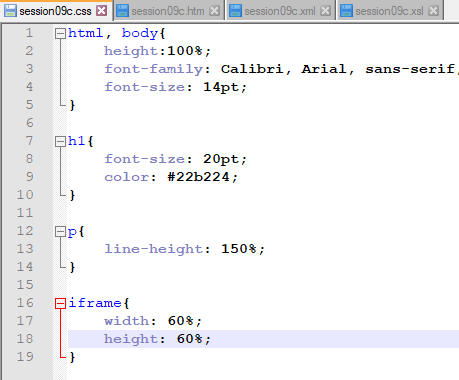 session09c.css session09c.htm session09c.xml session09c.xsl
1 html, body{
2 height:100%;
3 font-family: Calibri, Arial, sans-serif,
4 font-size: 14pt;
5 }
6
7 h1{
8 font-size: 20pt;
9 color: #22b224;
10 }
11
12 p{
13 line-height: 150%;
14 }
15
16 iframe{
17 width: 60%;
18 height: 60%;
19 }